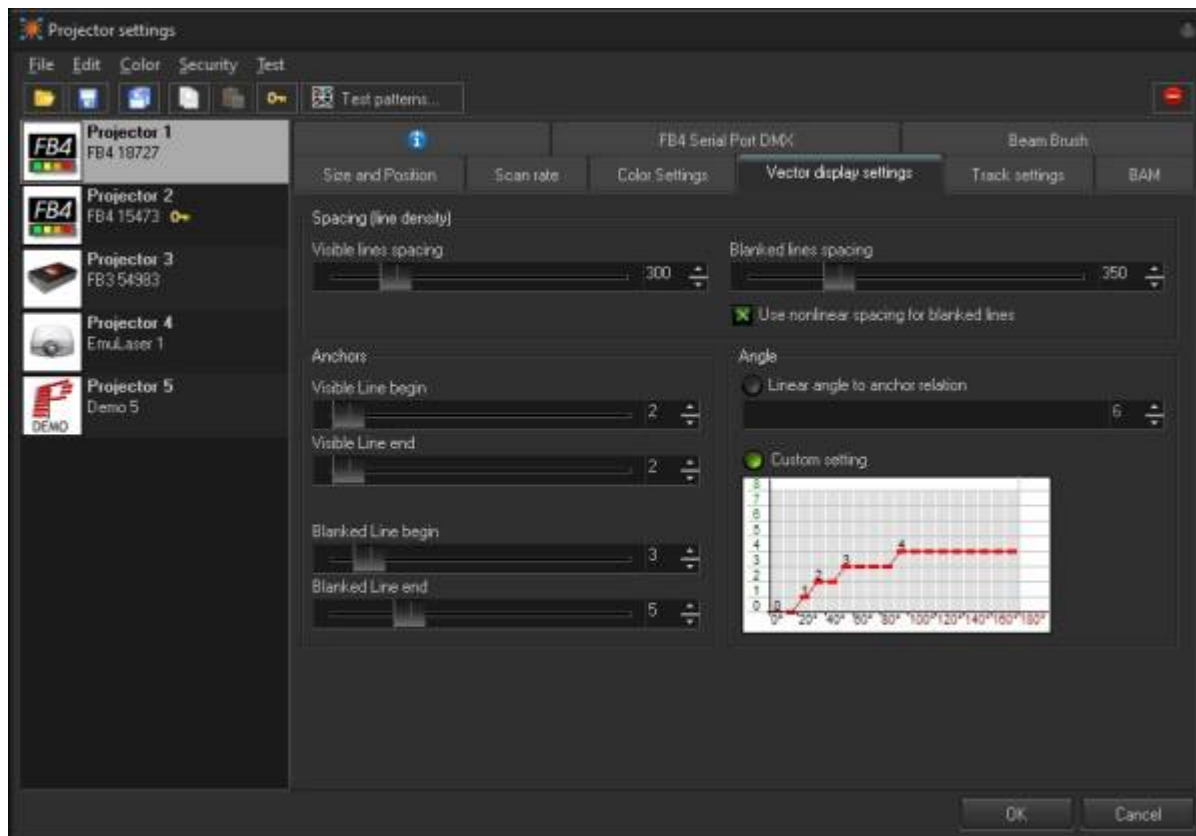 Projector settings
File Edit Color Security Test
Test patterns...
FB4
Projector 1
FB4 18727
FB4
Projector 2
FB4 15473
Projector 3
FB3 54983
Projector 4
EmuLaser 1
DEMO
Projector 5
Demo 5
FB4 Serial Port DMX
Beam Brush
Size and Position
Scan rate
Color Settings
Vector display settings
Track settings
BAM
Spacing (line density)
Visible lines spacing
300
Blanked lines spacing
350
Use nonlinear spacing for blanked lines
Anchors
Visible Line begin
2
Visible Line end
2
Blanked Line begin
3
Blanked Line end
5
Angle
Linear angle to anchor relation
6
Custom setting
8
7
6
5
4
3
2
1
0
0 1 2 3 4
0° 20° 40° 60° 80° 100° 120° 140° 160° 180°
OK
Cancel